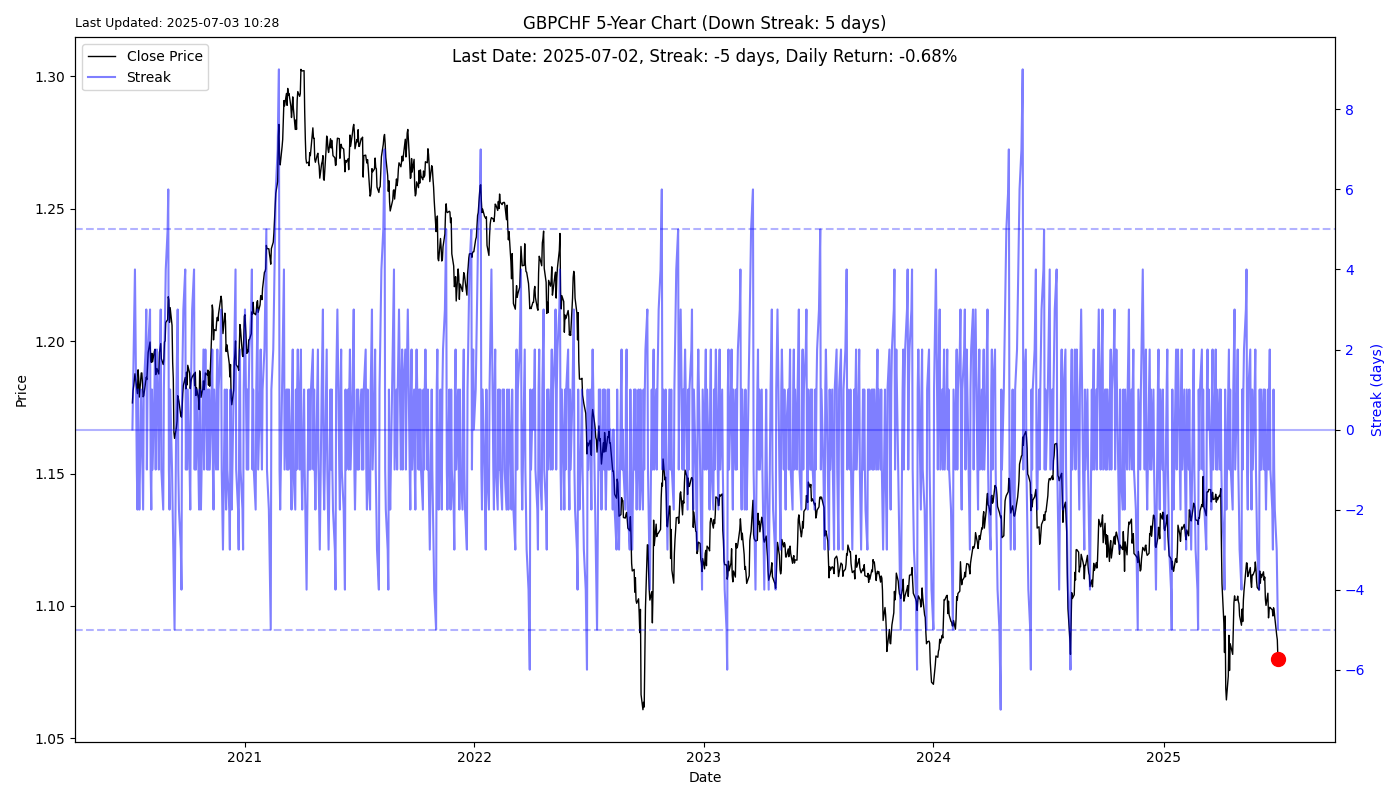 Last Updated: 2025-07-03 10:28
GBPCHF 5-Year Chart (Down Streak: 5 days)
Last Date: 2025-07-02, Streak: -5 days, Daily Return: -0.68%
Close Price
Streak
Price
1.30
1.25
1.20
1.15
1.10
1.05
8
6
4
2
0
−2
−4
−6
Streak (days)
2021
2022
2023
2024
2025
Date